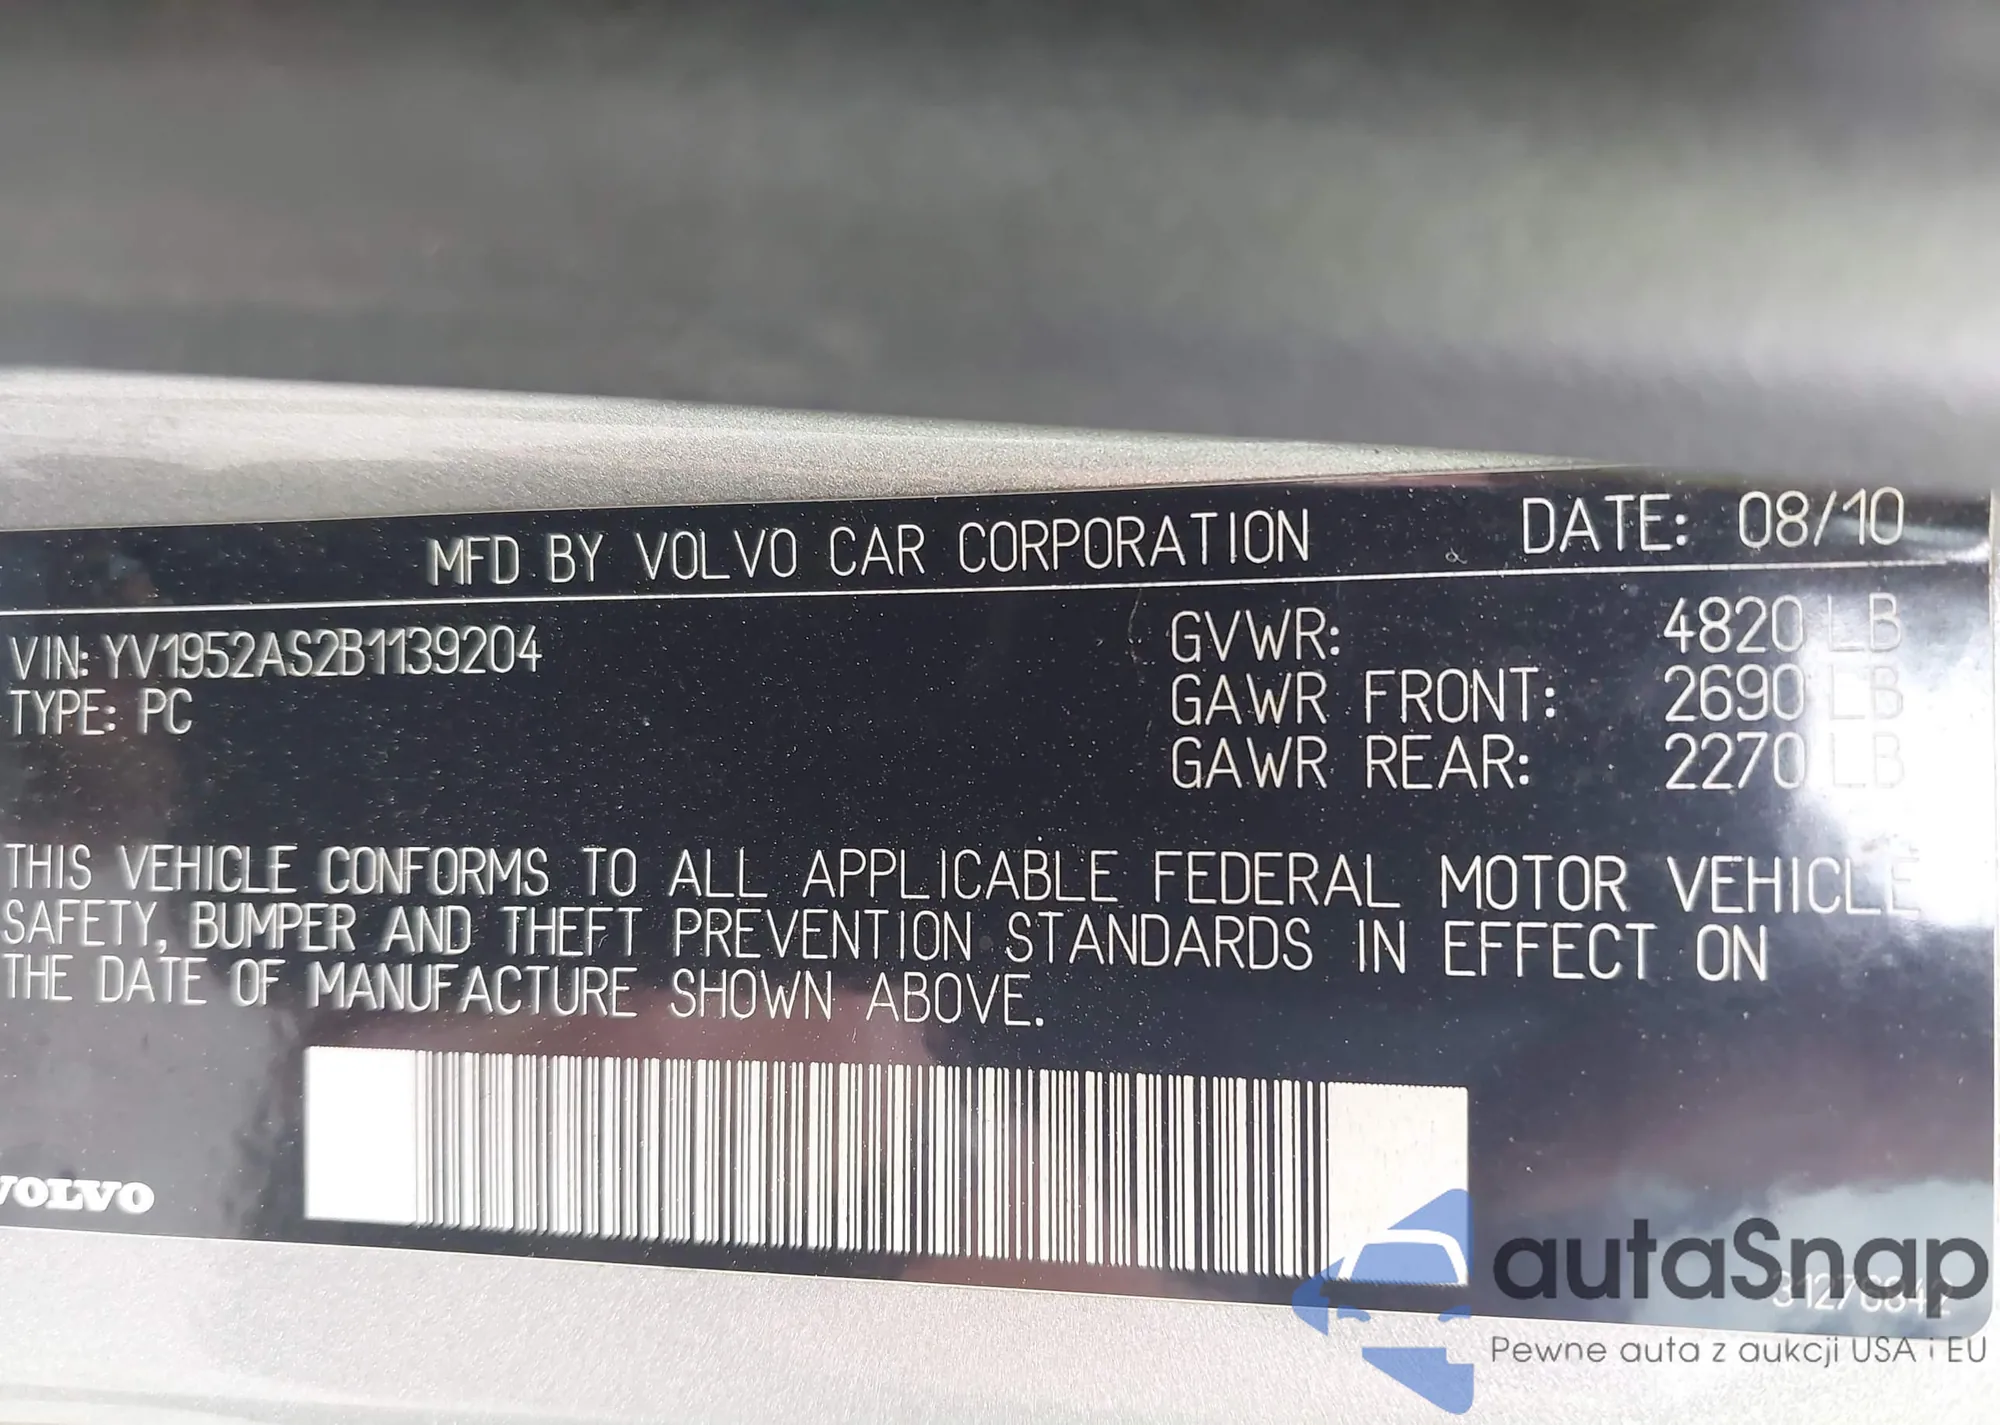 MFD BY VOLVO CAR CORPORATION DATE: 08/10
VIN: YV1952AS2B1139204
TYPE: PC
GVWR: 4820 LB
GAWR FRONT: 2690 LB
GAWR REAR: 2270 LB
THIS VEHICLE CONFORMS TO ALL APPLICABLE FEDERAL MOTOR VEHICLE
SAFETY, BUMPER AND THEFT PREVENTION STANDARDS IN EFFECT ON
THE DATE OF MANUFACTURE SHOWN ABOVE.
VOLVO
autaSnap
Pewne auta z aukcji USA i EU